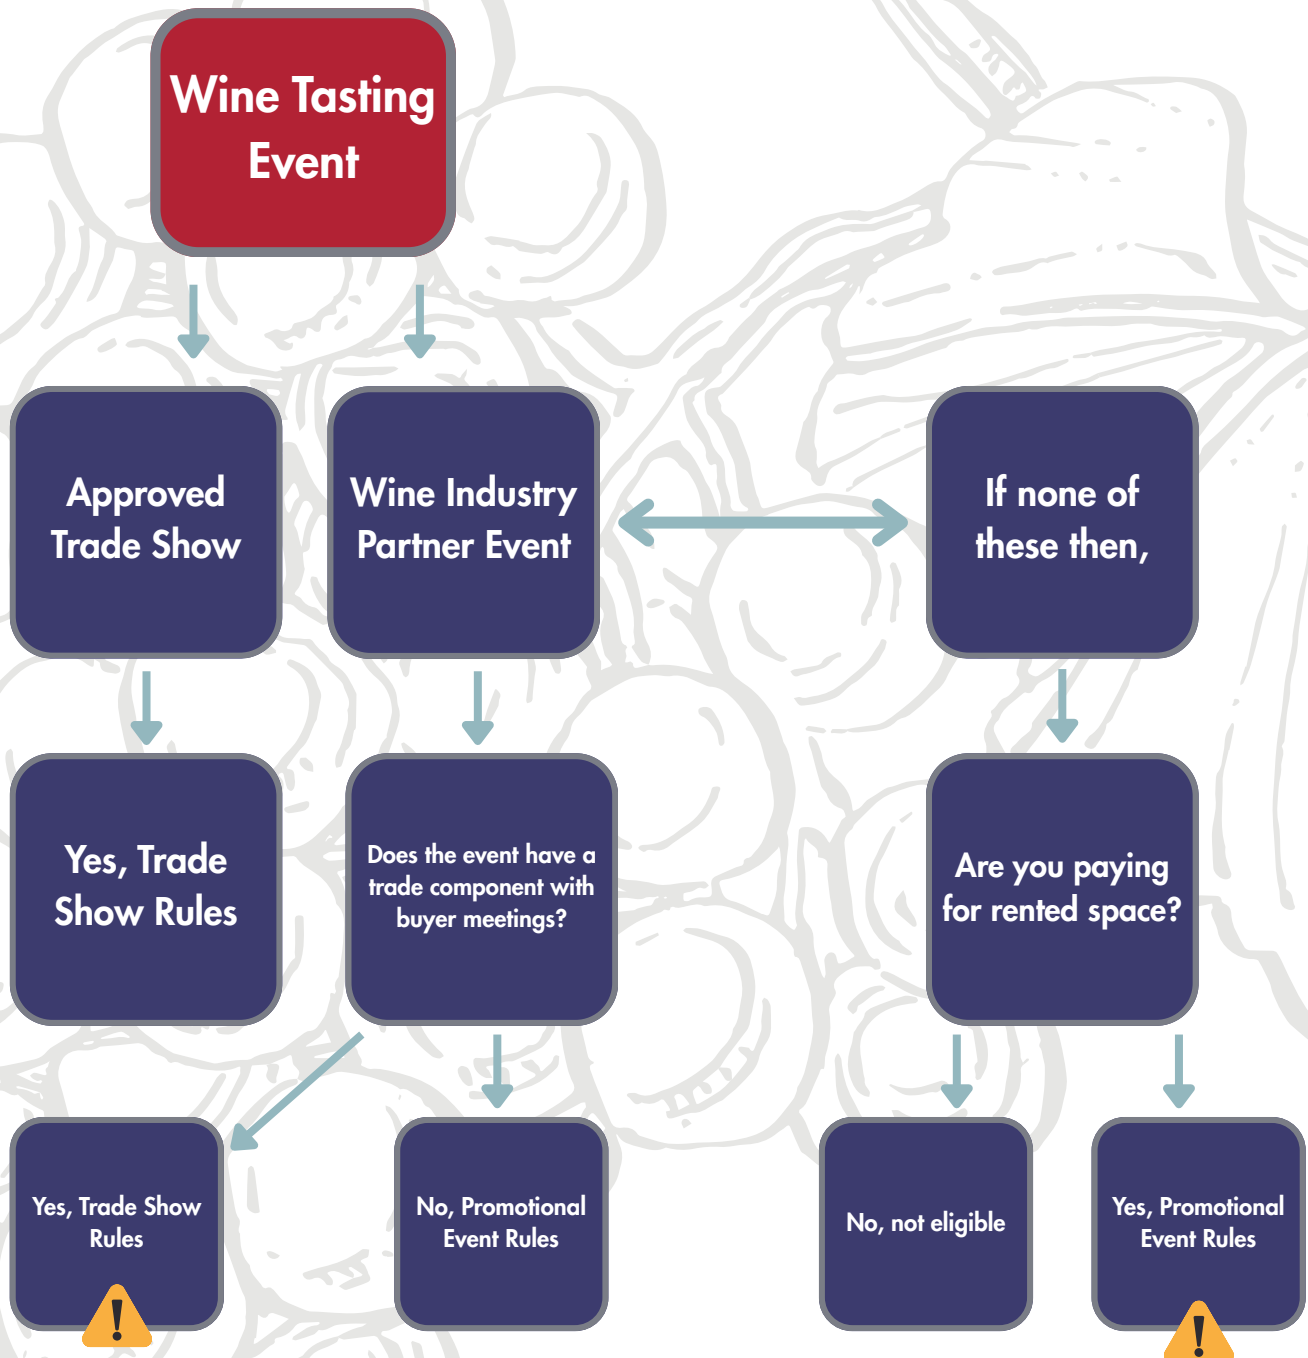 Wine Tasting
Event
Approved
Trade Show
Wine Industry
Partner Event
If none of
these then,
Yes, Trade
Show Rules
Does the event have a
trade component with
buyer meetings?
Are you paying
for rented space?
Yes, Trade Show
Rules
!
No, Promotional
Event Rules
No, not eligible
Yes, Promotional
Event Rules
!